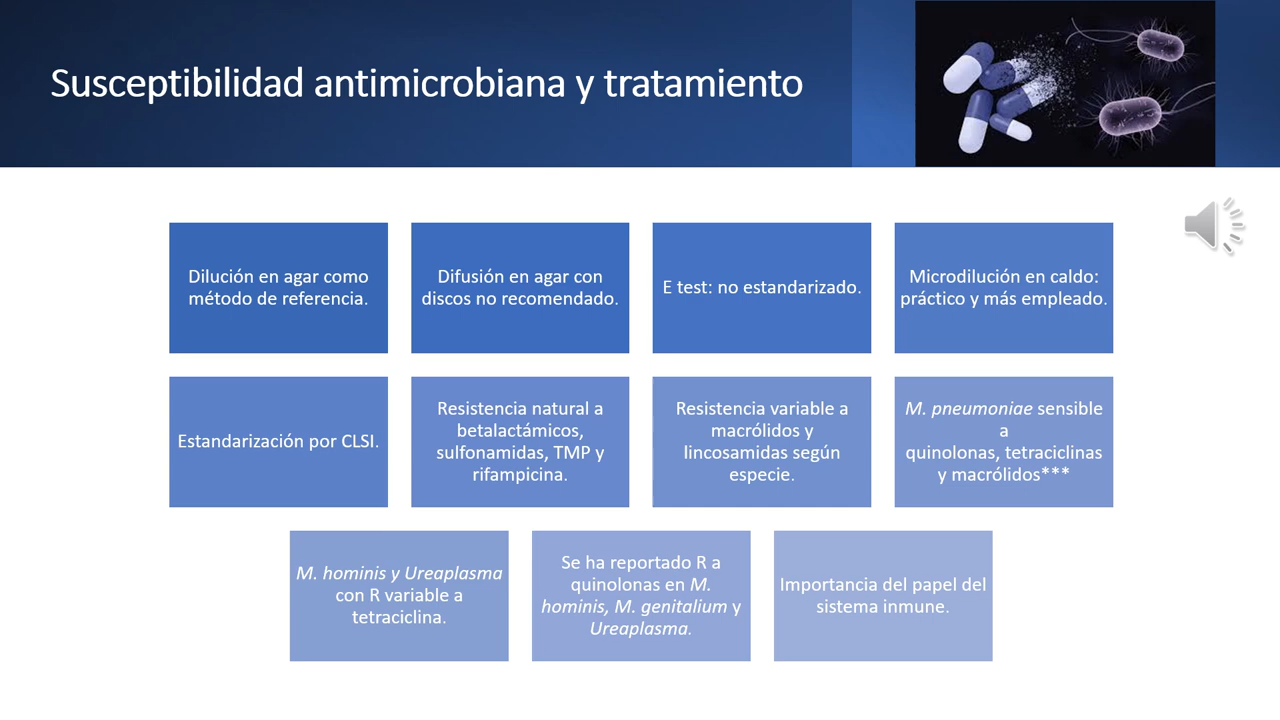 Susceptibilidad antimicrobiana y tratamiento
Dilución en agar como
método de referencia.
Difusión en agar con
discos no recomendado.
E test: no estandarizado.
Microdilución en caldo:
práctico y más empleado.
Estandarización por CLSI.
Resistencia natural a
betalactámicos,
sulfonamidas, TMP y
rifampicina.
Resistencia variable a
macrólidos y
lincosamidas según
especie.
M. pneumoniae sensible
a
quinolonas, tetraciclinas
y macrólidos***
M. hominis y Ureaplasma
con R variable a
tetraciclina.
Se ha reportado R a
quinolonas en M.
hominis, M. genitalium y
Ureaplasma.
Importancia del papel del
sistema inmune.